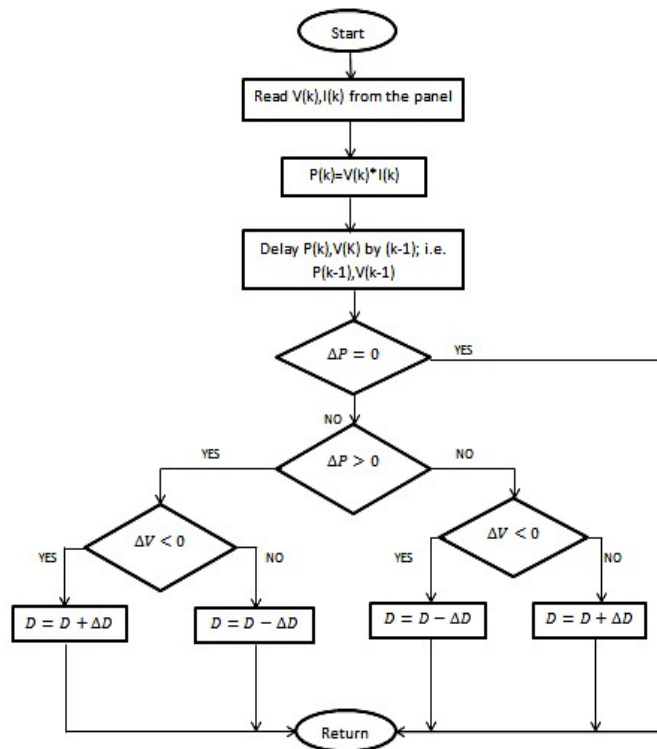 Start
Read V(k),I(k) from the panel
P(k)=V(k)*I(k)
Delay P(k),V(K) by (k-1); i.e.
P(k-1),V(k-1)
ΔP = 0
YES
NO
ΔP > 0
YES
NO
ΔV < 0
YES
NO
ΔV < 0
YES
NO
D = D + ΔD
D = D − ΔD
D = D − ΔD
D = D + ΔD
Return